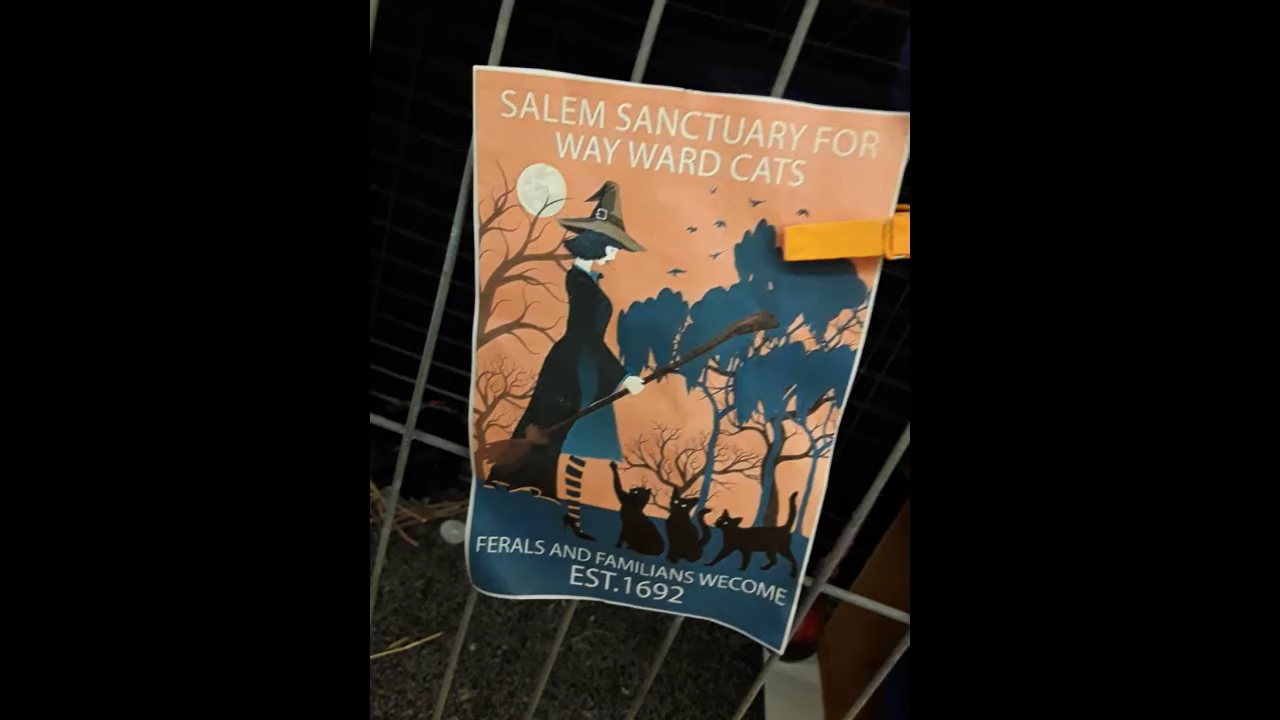 SALEM SANCTUARY FOR
WAY WARD CATS
FERALS AND FAMILIANS WECOME
EST.1692